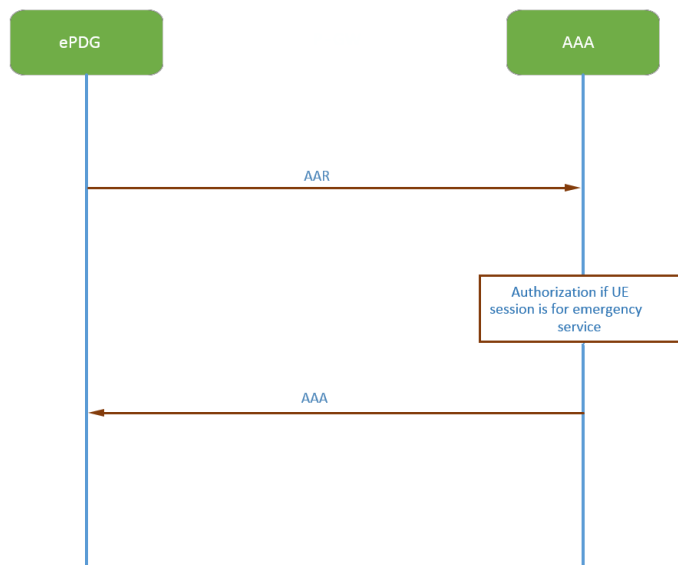 ePDG
AAA
AAR
Authorization if UE
session is for emergency
service
AAA